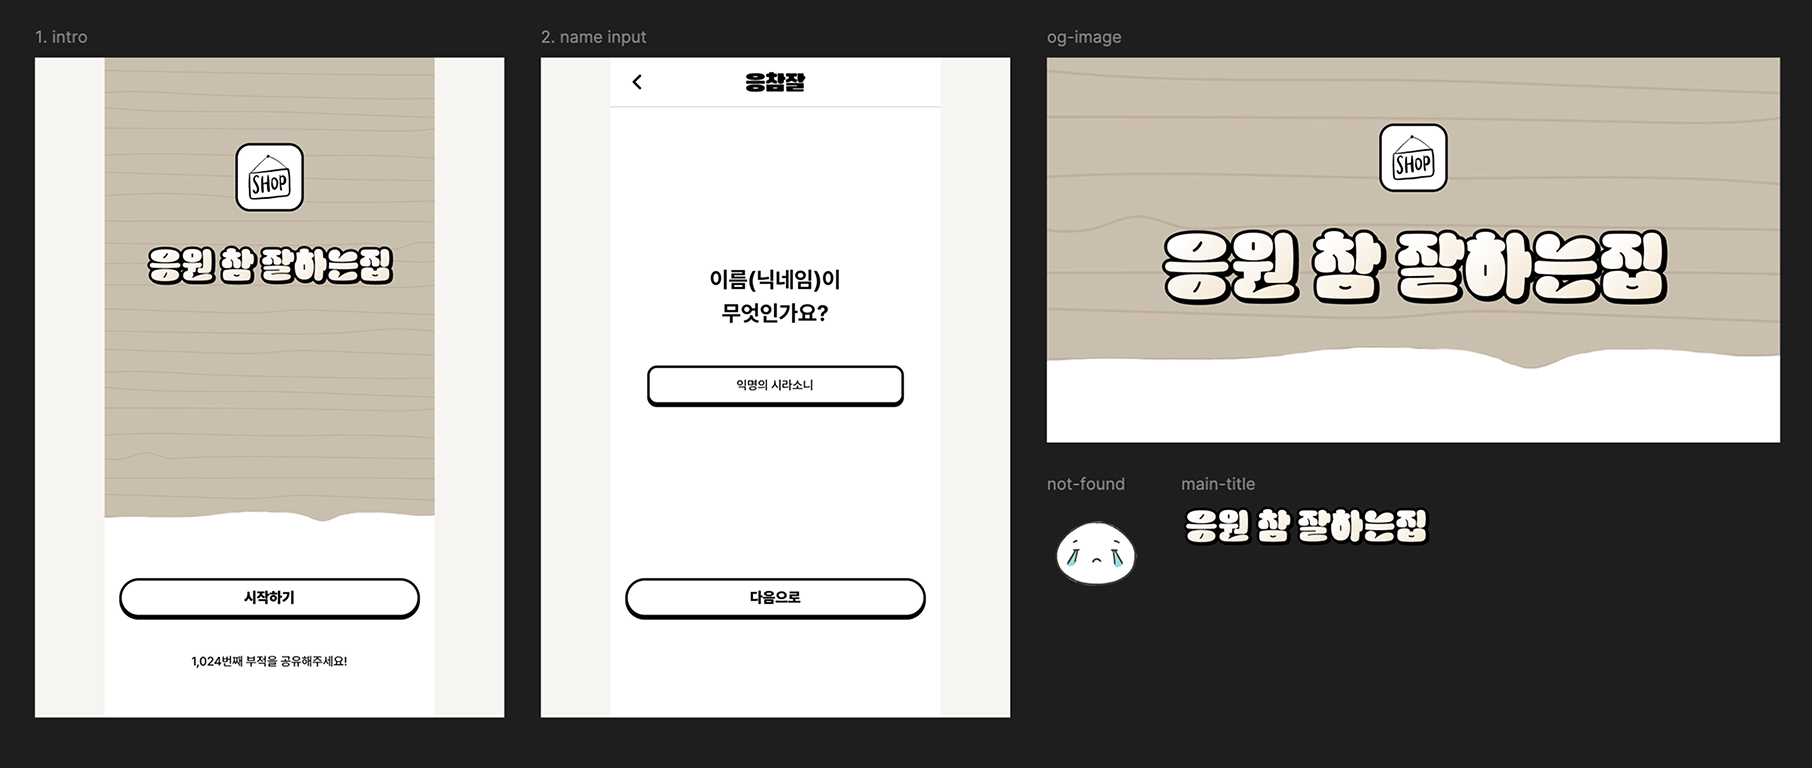 1. intro
SHOP
응원 참 잘하는집
시작하기
1,024번째 부적을 공유해주세요!
2. name input
응참잘
이름(닉네임)이
무엇인가요?
익명의 시라소니
다음으로
og-image
SHOP
응원 참 잘하는집
not-found
main-title
응원 참 잘하는집